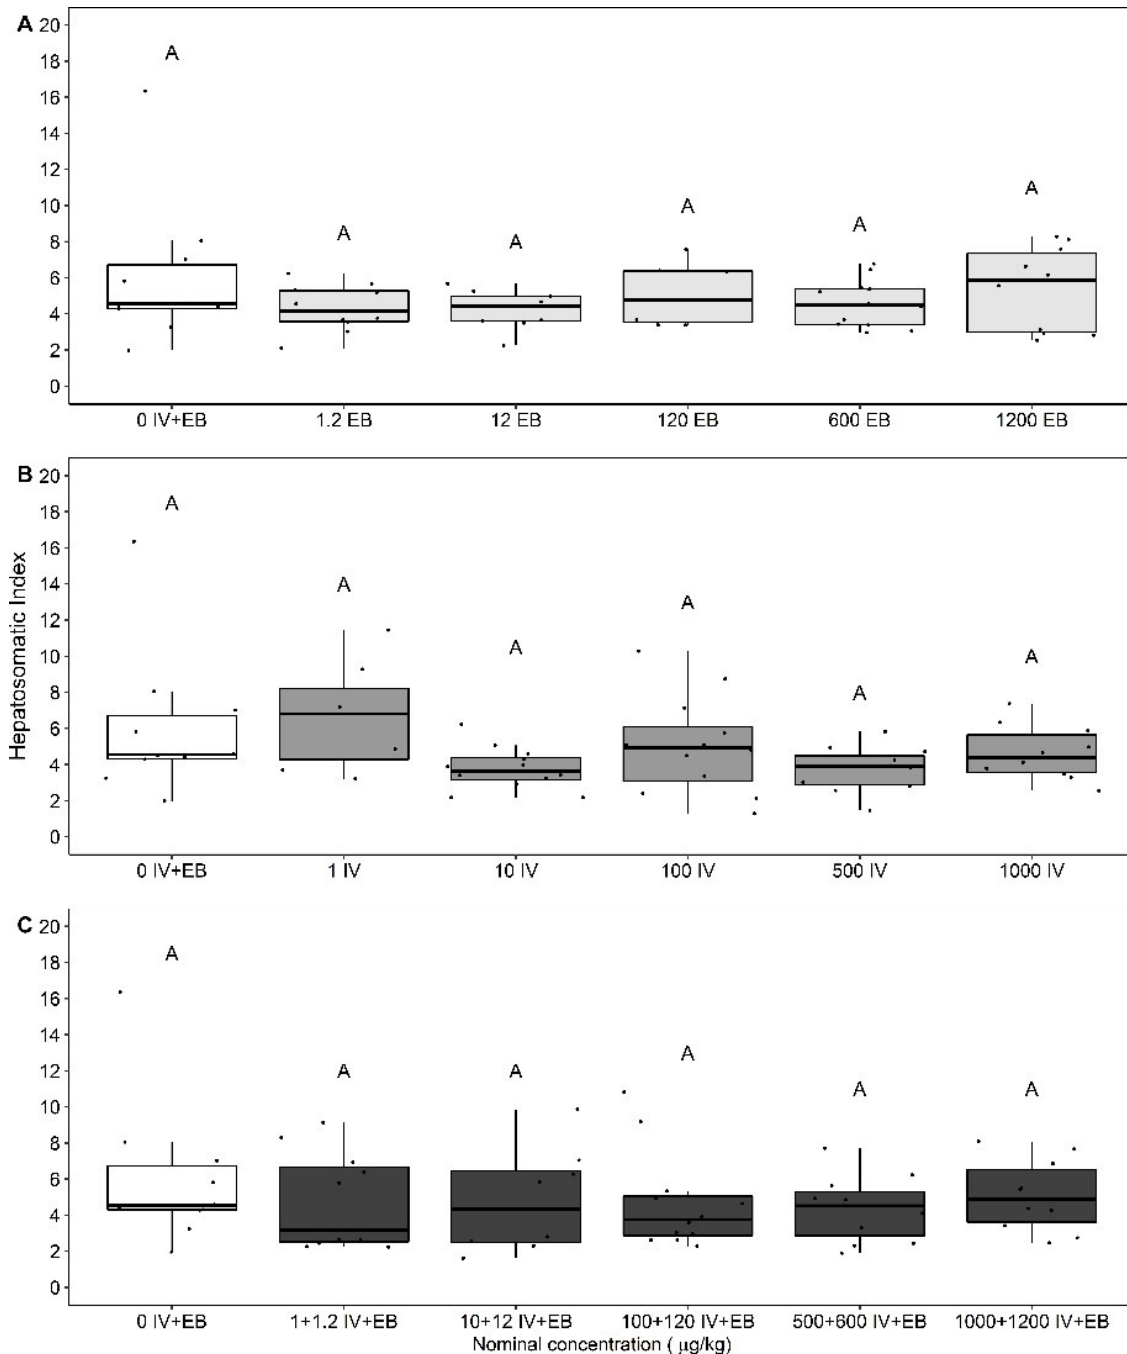 A
20
18
16
14
12
10
8
6
4
2
0
A
A
A
A
A
A
0 IV+EB 1.2 EB 12 EB 120 EB 600 EB 1200 EB
B
20
18
16
14
12
10
8
6
4
2
0
A
A
A
A
A
A
0 IV+EB 1 IV 10 IV 100 IV 500 IV 1000 IV
Hepatosomatic Index
C
20
18
16
14
12
10
8
6
4
2
0
A
A
A
A
A
A
0 IV+EB 1+1.2 IV+EB 10+12 IV+EB 100+120 IV+EB 500+600 IV+EB 1000+1200 IV+EB
Nominal concentration ( µg/kg)